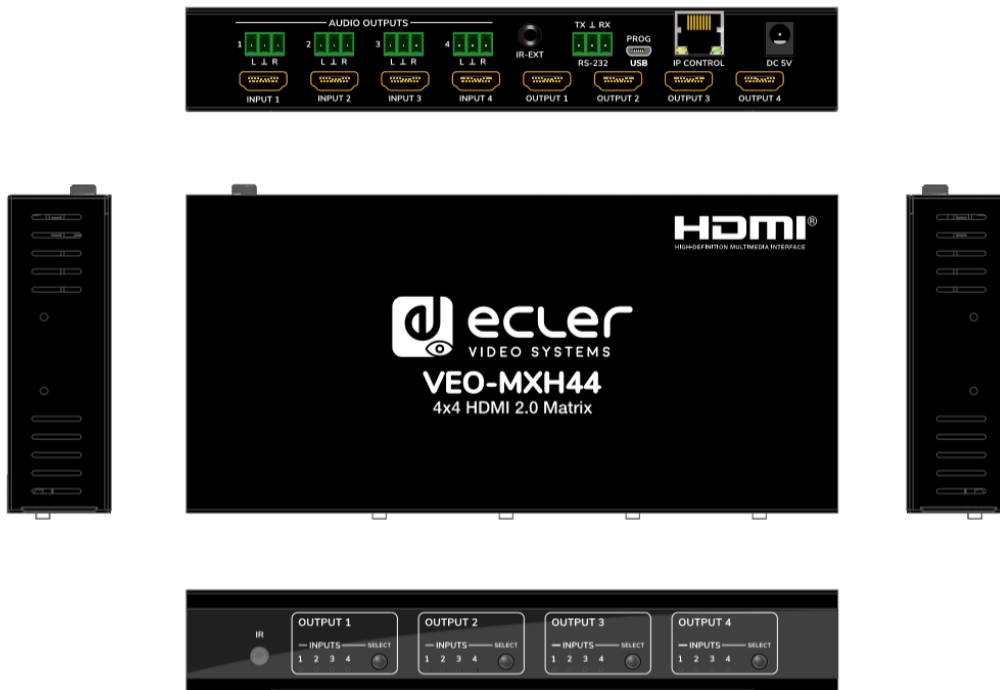 AUDIO OUTPUTS
TX ⊥ RX
1 2 3 4
PROG
L ⊥ R L ⊥ R L ⊥ R L ⊥ R
IR-EXT
RS-232 USB IP CONTROL DC 5V
INPUT 1 INPUT 2 INPUT 3 INPUT 4 OUTPUT 1 OUTPUT 2 OUTPUT 3 OUTPUT 4
HDMI®
HIGH-DEFINITION MULTIMEDIA INTERFACE
ecler
VIDEO SYSTEMS
VEO-MXH44
4x4 HDMI 2.0 Matrix
OUTPUT 1 OUTPUT 2 OUTPUT 3 OUTPUT 4
IR
INPUTS SELECT INPUTS SELECT INPUTS SELECT INPUTS SELECT
1 2 3 4 1 2 3 4 1 2 3 4 1 2 3 4